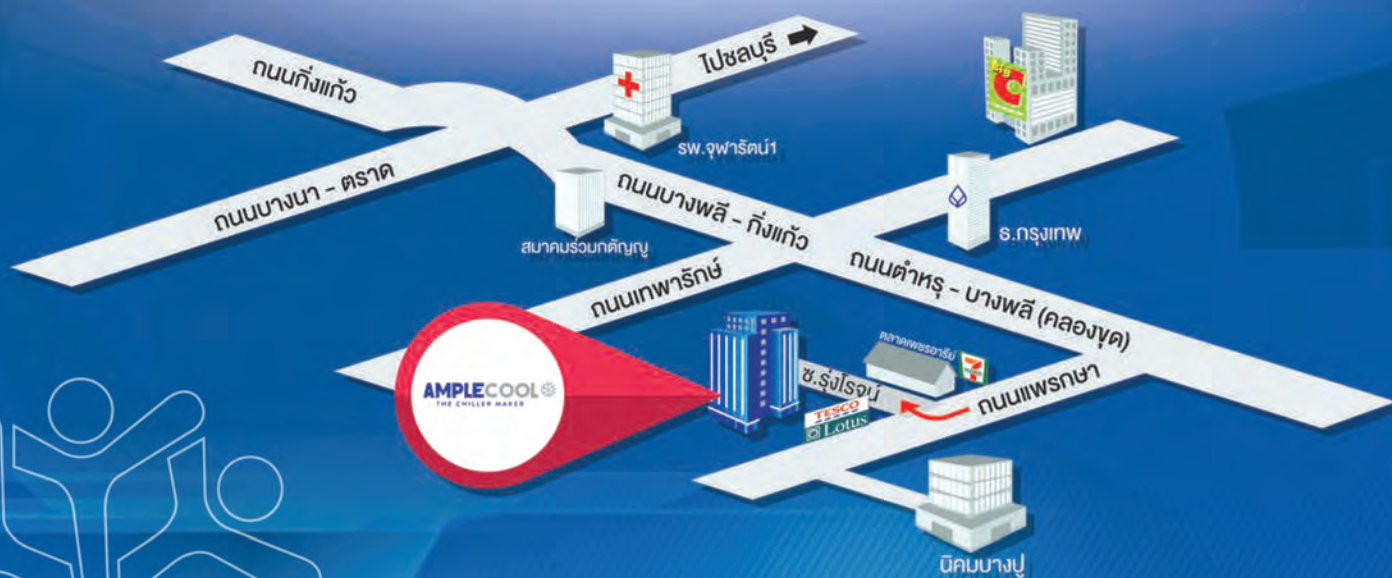 ถนนกิ่งแก้ว
ไปชลบุรี
Big
C
รพ.จุฬารัตน์1
ถนนบางนา - ตราด
ถนนบางพลี - กิ่งแก้ว
สมาคมร่วมกตัญญู
ธ.กรุงเทพ
ถนนเทพารักษ์
ถนนตำหรุ - บางพลี (คลองขุด)
ตลาดเพชรอารีย์
7
AMPLECOOL
THE CHILLER MAKER
ซ.รุ่งโรจน์
TESCO
Lotus
ถนนแพรกษา
นิคมบางปู